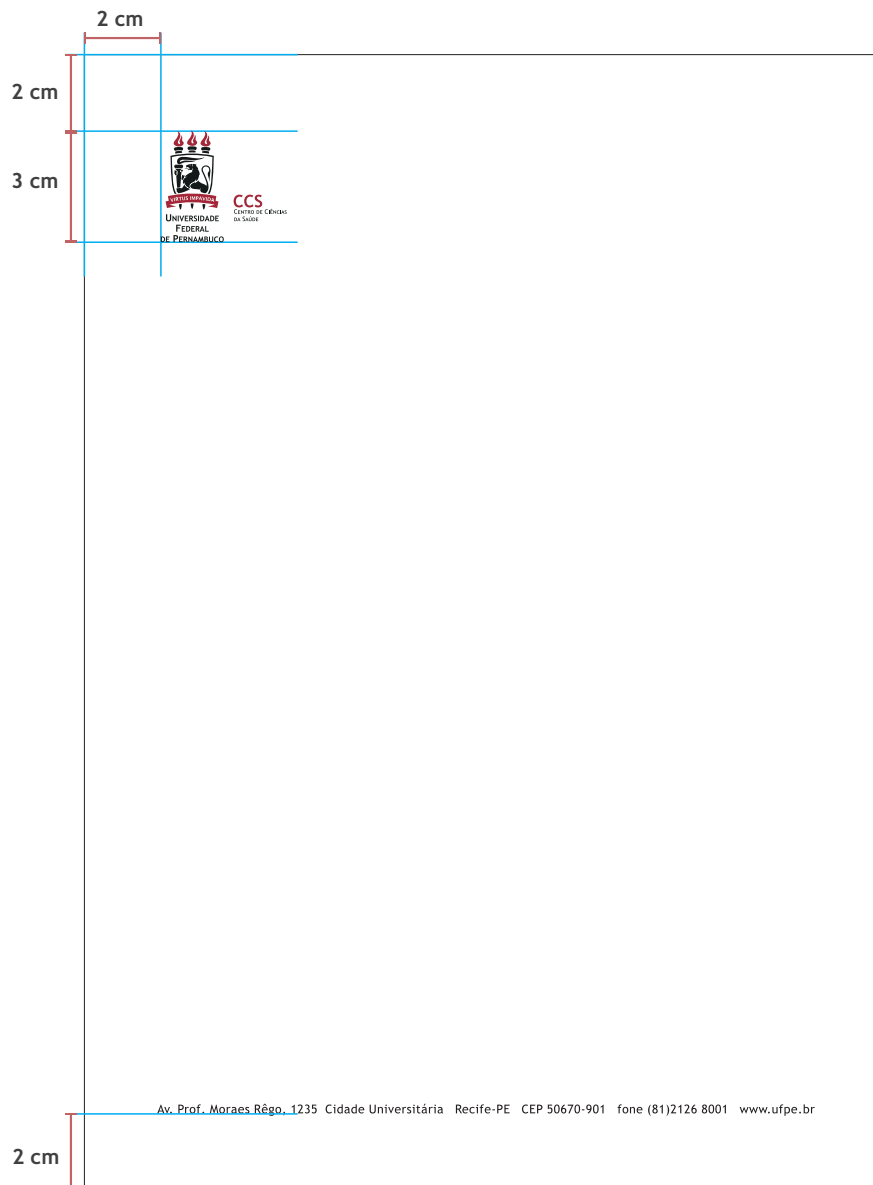 2 cm
2 cm
3 cm
VIRTUS IMPAVIDA
UNIVERSIDADE
FEDERAL
DE PERNAMBUCO
CCS
CENTRO DE CIÊNCIAS
DA SAÚDE
Av. Prof. Moraes Rêgo, 1235 Cidade Universitária Recife-PE CEP 50670-901 fone (81)2126 8001 www.ufpe.br
2 cm